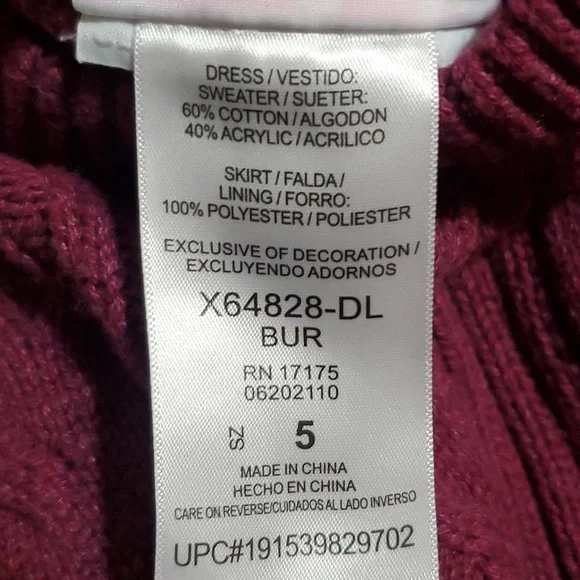 DRESS / VESTIDO:
SWEATER / SUETER:
60% COTTON / ALGODON
40% ACRYLIC / ACRILICO
SKIRT / FALDA /
LINING / FORRO:
100% POLYESTER / POLIESTER
EXCLUSIVE OF DECORATION /
EXCLUYENDO ADORNOS
X64828-DL
BUR
RN 17175
06202110
ZS 5
MADE IN CHINA
HECHO EN CHINA
CARE ON REVERSE/CUIDADOS AL LADO INVERSO
UPC#191539829702